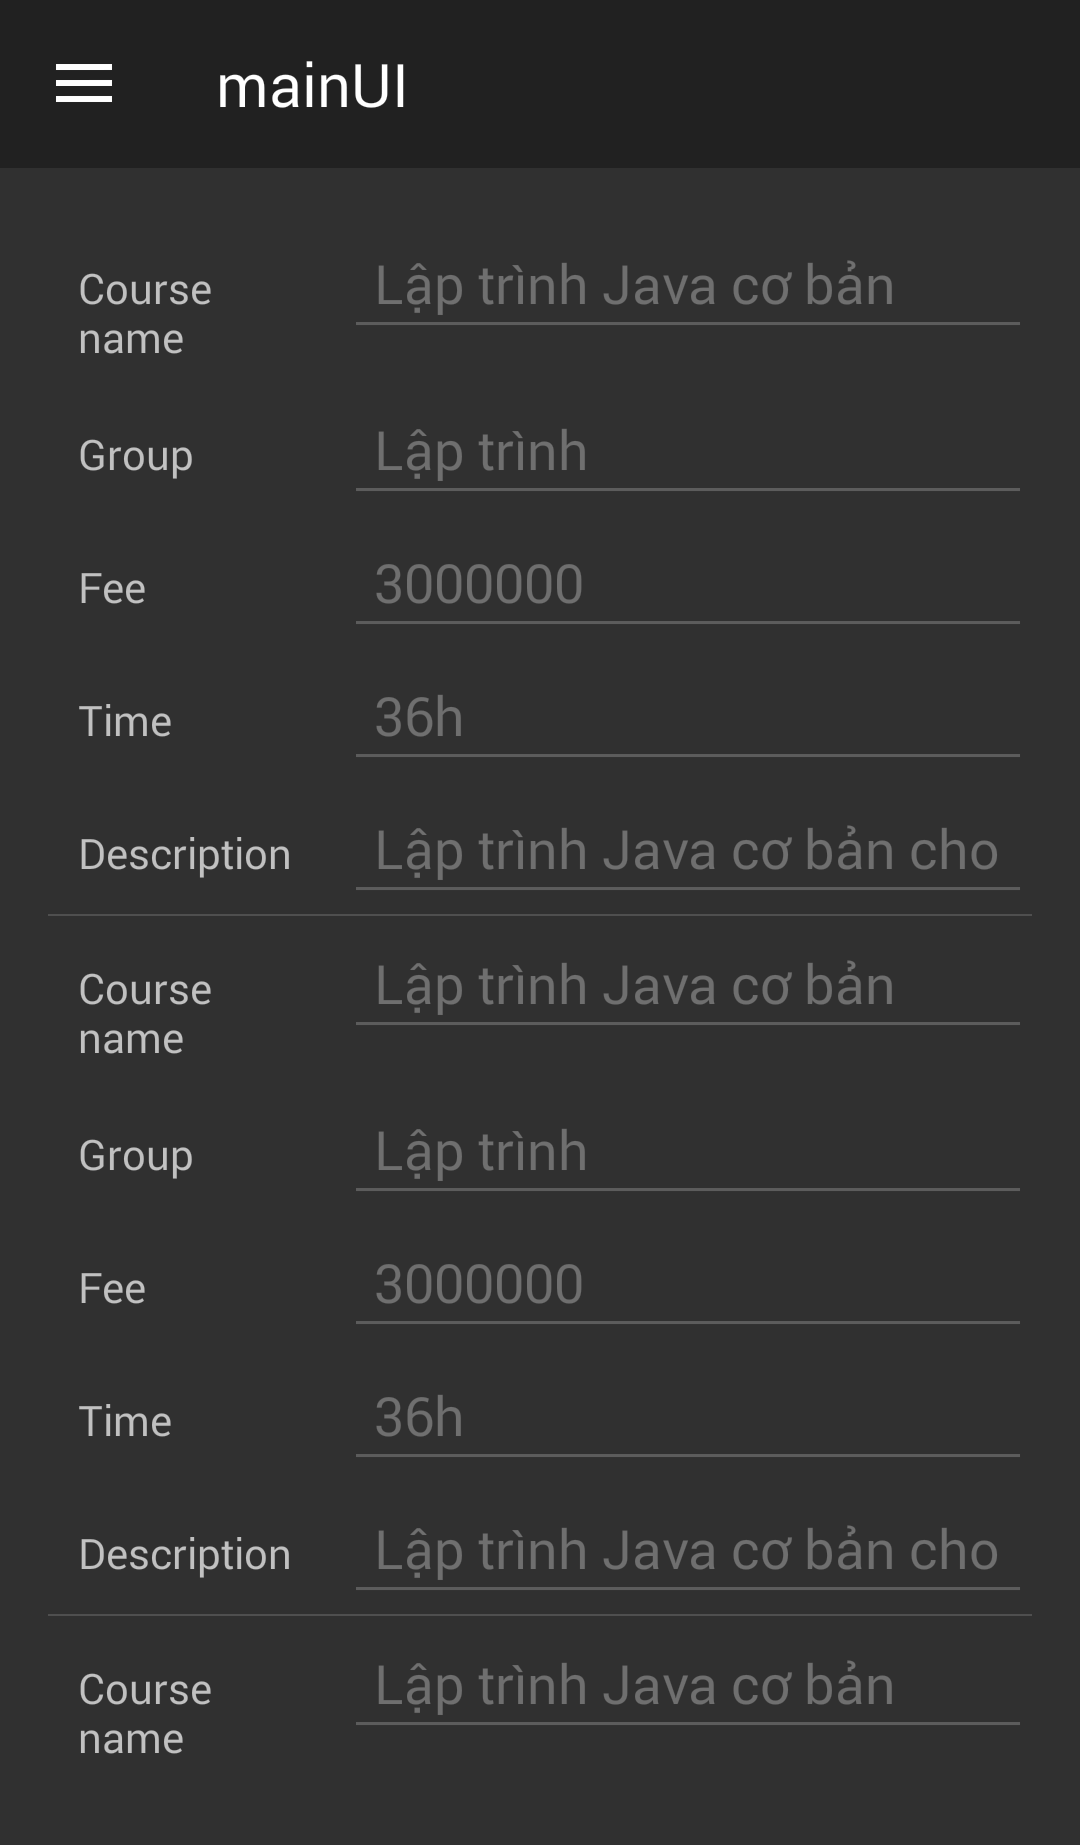 mainUI
Course name
Lập trình Java cơ bản
Group
Lập trình
Fee
3000000
Time
36h
Description
Lập trình Java cơ bản cho
Course name
Lập trình Java cơ bản
Group
Lập trình
Fee
3000000
Time
36h
Description
Lập trình Java cơ bản cho
Course name
Lập trình Java cơ bản